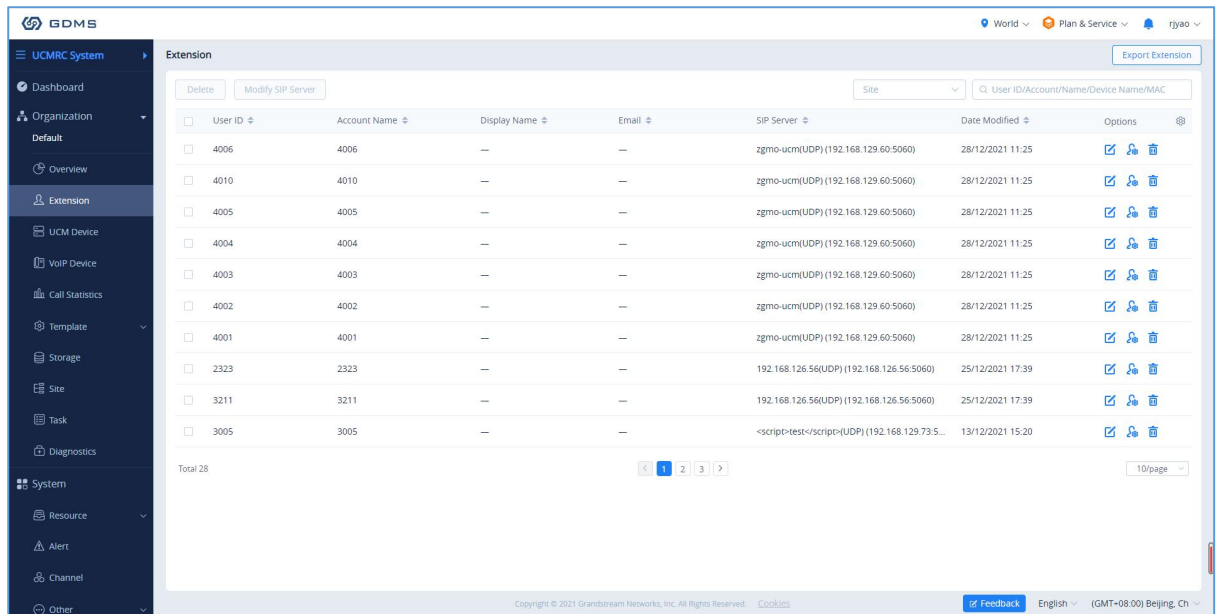 GDMS
World
Plan & Service
rjyao
UCMRC System
Extension
Export Extension
Dashboard
Organization
Default
Overview
Extension
UCM Device
VoIP Device
Call Statistics
Template
Storage
Site
Task
Diagnostics
System
Resource
Alert
Channel
Other
Delete Modify SIP Server Site User ID/Account/Name/Device Name/MAC
User ID Account Name Display Name Email SIP Server Date Modified Options
4006 4006 — — zgmo-ucm(UDP) (192.168.129.60:5060) 28/12/2021 11:25
4010 4010 — — zgmo-ucm(UDP) (192.168.129.60:5060) 28/12/2021 11:25
4005 4005 — — zgmo-ucm(UDP) (192.168.129.60:5060) 28/12/2021 11:25
4004 4004 — — zgmo-ucm(UDP) (192.168.129.60:5060) 28/12/2021 11:25
4003 4003 — — zgmo-ucm(UDP) (192.168.129.60:5060) 28/12/2021 11:25
4002 4002 — — zgmo-ucm(UDP) (192.168.129.60:5060) 28/12/2021 11:25
4001 4001 — — zgmo-ucm(UDP) (192.168.129.60:5060) 28/12/2021 11:25
2323 2323 — — 192.168.126.56(UDP) (192.168.126.56:5060) 25/12/2021 17:39
3211 3211 — — 192.168.126.56(UDP) (192.168.126.56:5060) 25/12/2021 17:39
3005 3005 — — <script>test</script>(UDP) (192.168.129.73:5... 13/12/2021 15:20
Total 28 < 1 2 3 > 10/page
Copyright © 2021 Grandstream Networks, Inc. All Rights Reserved. Cookies
Feedback English (GMT+08:00) Beijing, Ch